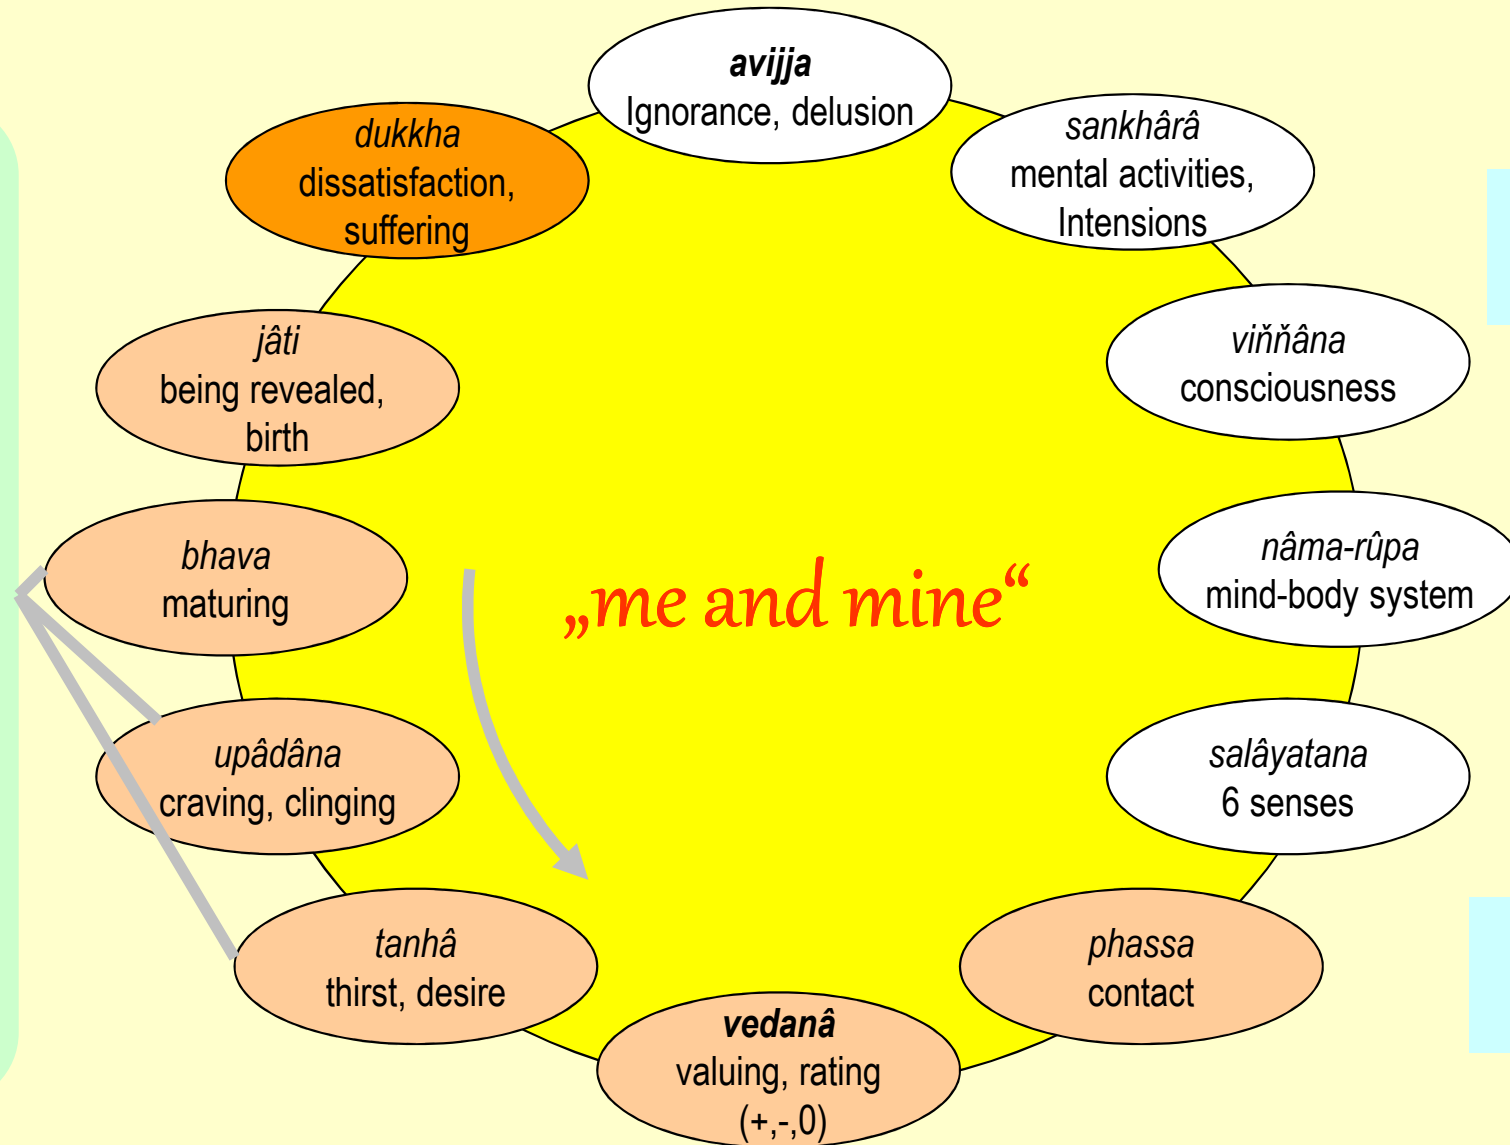 avijja
Ignorance, delusion
sankhârâ
mental activities,
Intensions
viňňâna
consciousness
nâma-rûpa
mind-body system
salâyatana
6 senses
phassa
contact
vedanâ
valuing, rating
(+,-,0)
tanhâ
thirst, desire
upâdâna
craving, clinging
bhava
maturing
jâti
being revealed,
birth
dukkha
dissatisfaction,
suffering
„me and mine“